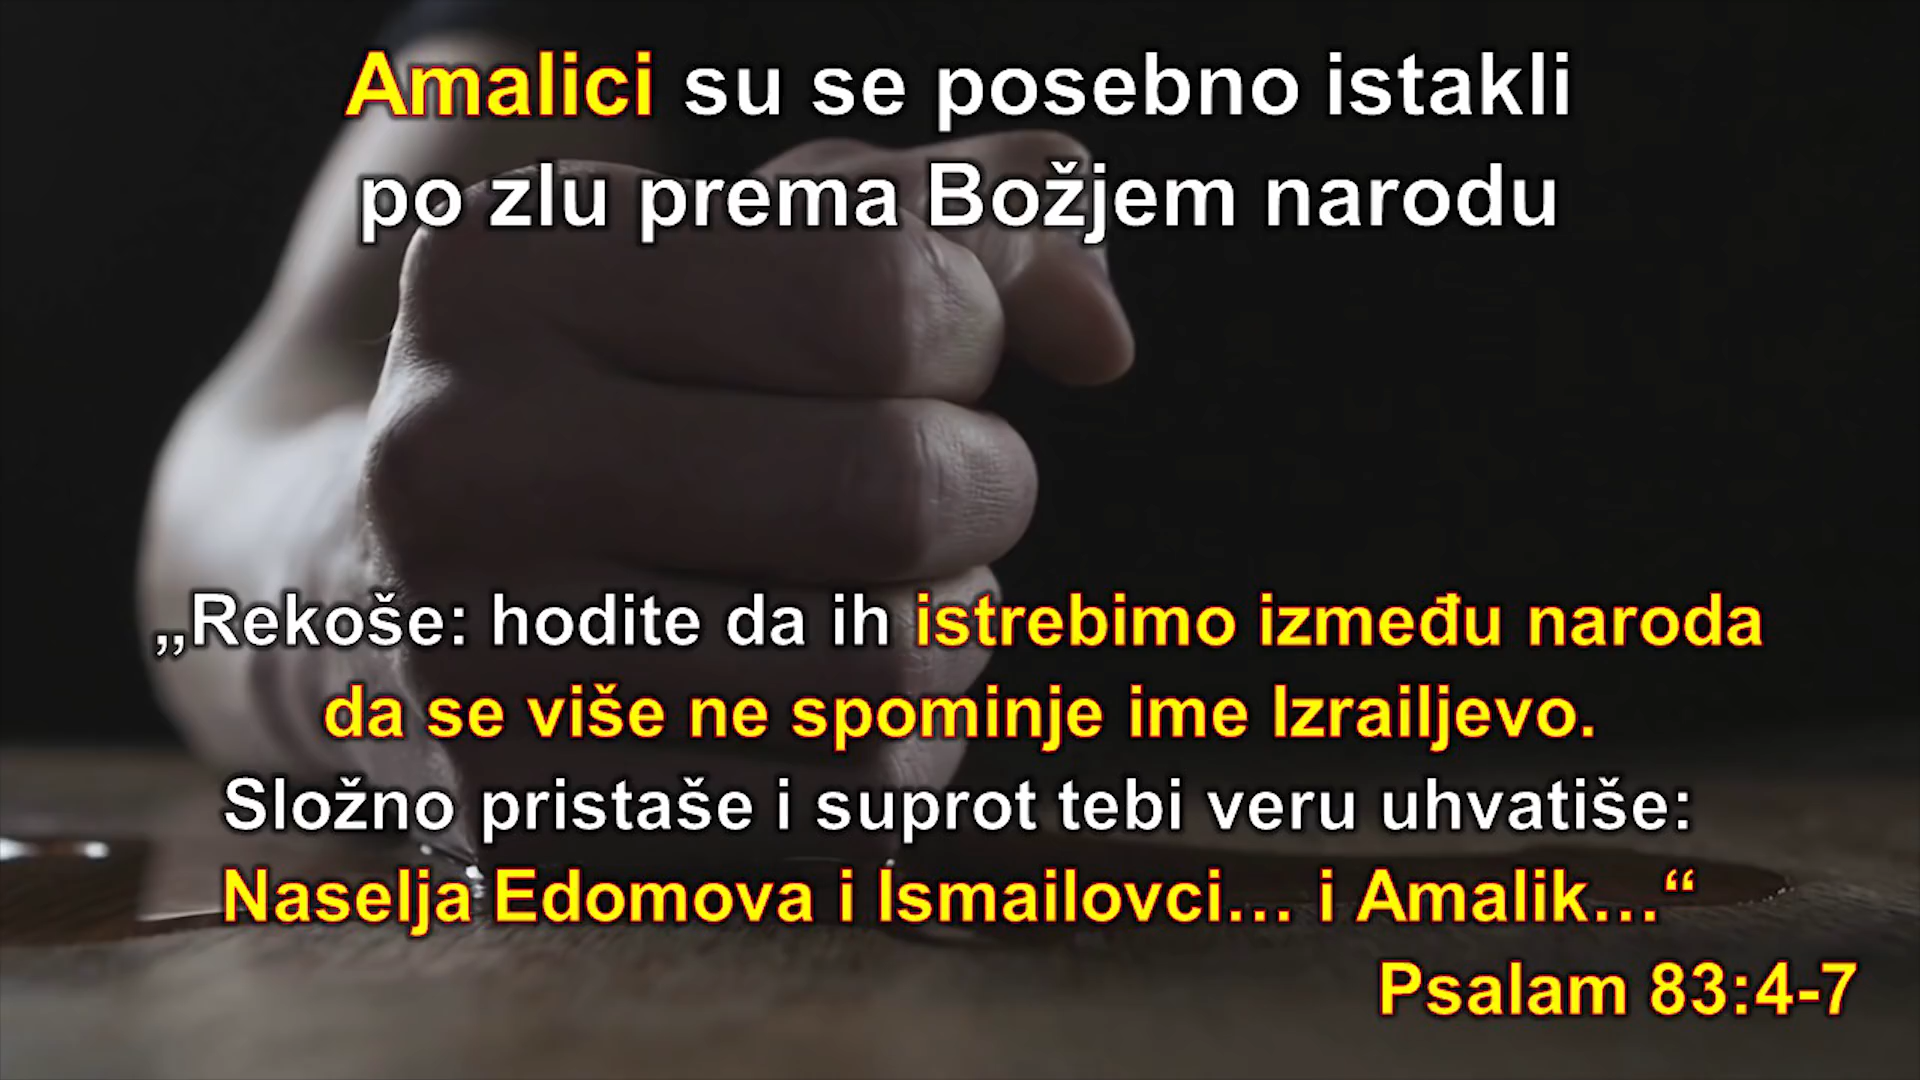 Amalici su se posebno istakli
po zlu prema Božjem narodu
„Rekoše: hodite da ih istrebimo između naroda
da se više ne spominje ime Izrailjevo.
Složno pristaše i suprot tebi veru uhvatiše:
Naselja Edomova i Ismailovci… i Amalik…“
Psalam 83:4-7